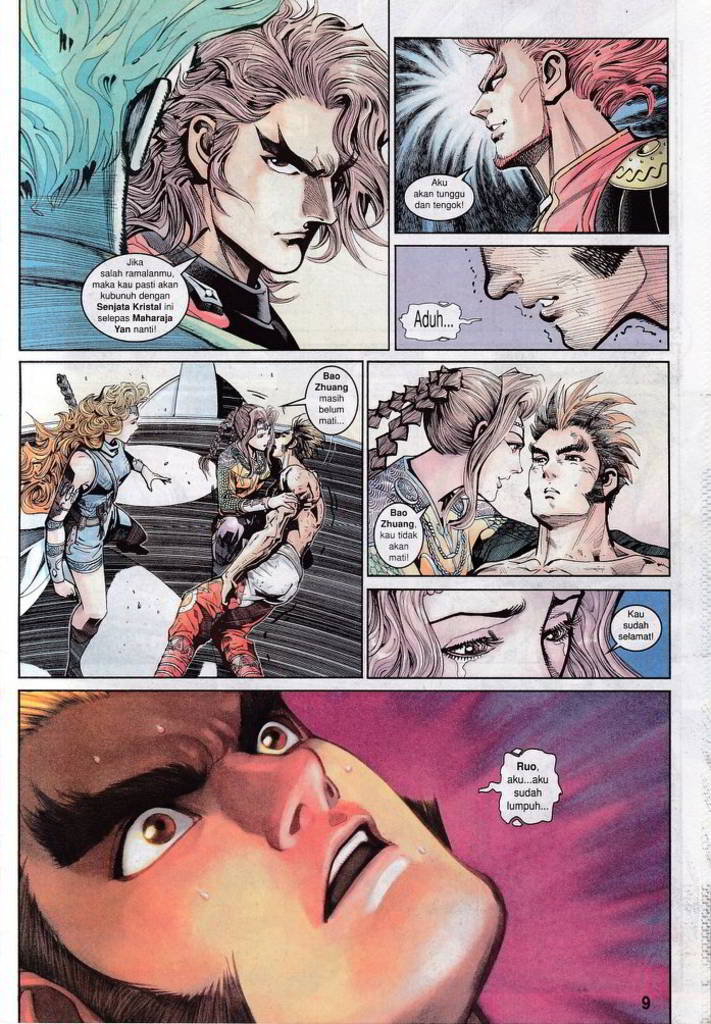 Jika
salah ramalanmu,
maka kau pasti akan
kubunuh dengan
Senjata Kristal ini
selepas Maharaja
Yan nanti!
Aku
akan tunggu
dan tengok!
Aduh...
Bao
Zhuang
masih
belum
mati...
Bao
Zhuang,
kau tidak
akan
mati!
Kau
sudah
selamat!
Ruo,
aku...aku
sudah
lumpuh...
9